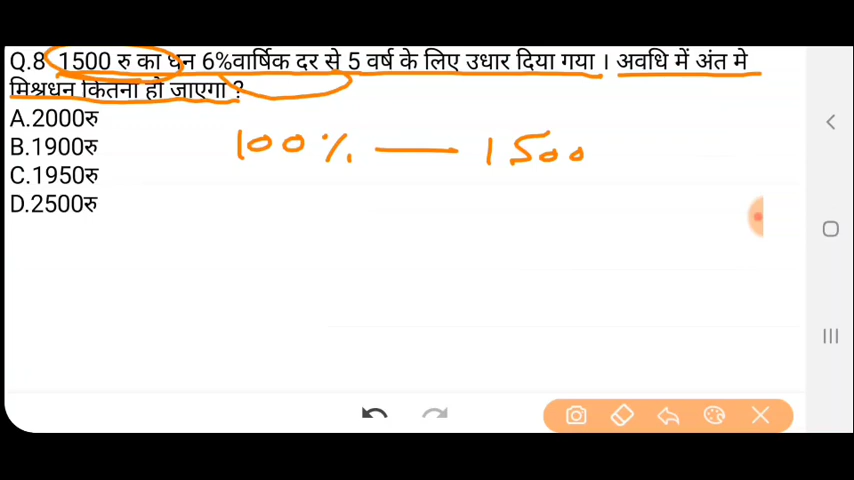 Q.8 1500 रु का धन 6%वार्षिक दर से 5 वर्ष के लिए उधार दिया गया । अवधि में अंत मे
मिश्रधन कितना हो जाएगा ?
A.2000रु
B.1900रु
C.1950रु
D.2500रु
100% — 1500